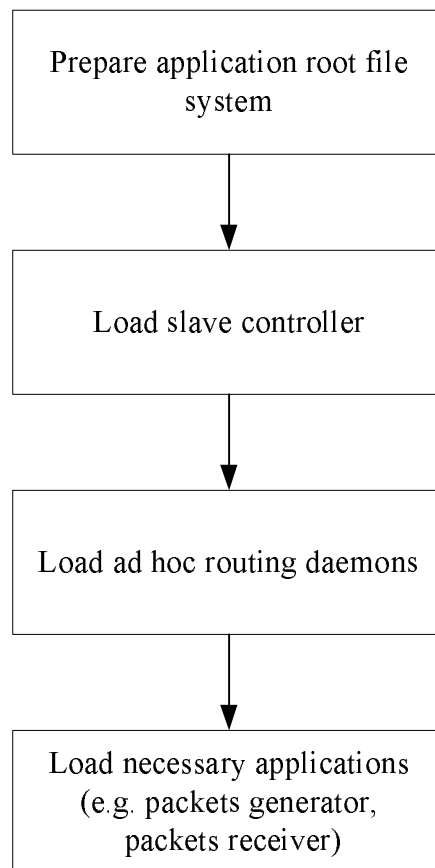 Prepare application root file
system
Load slave controller
Load ad hoc routing daemons
Load necessary applications
(e.g. packets generator,
packets receiver)